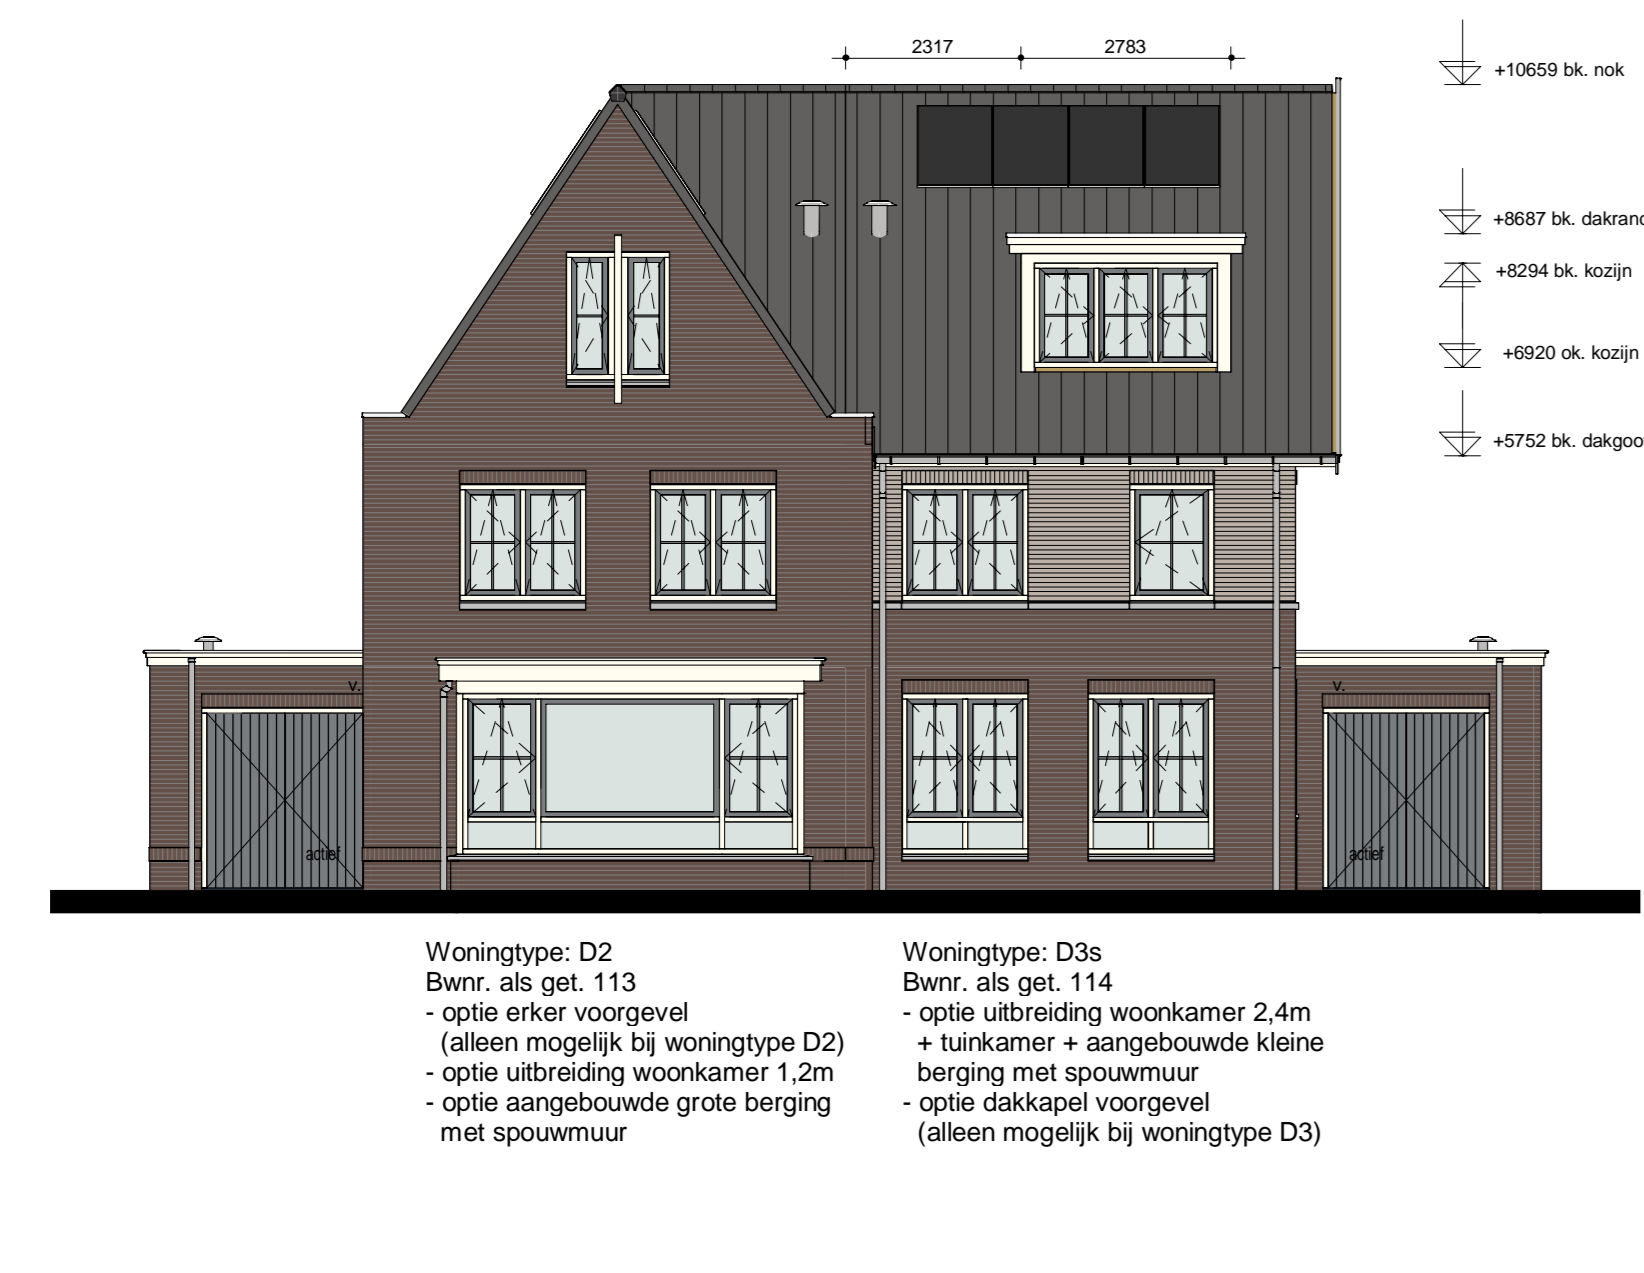 2317
2783
+10659 bk. nok
+8687 bk. dakrand
+8294 bk. kozijn
+6920 ok. kozijn
+5752 bk. dakgoot
v.
v.
actief
actief
Woningtype: D2
Bwnr. als get. 113
- optie erker voorgevel
(alleen mogelijk bij woningtype D2)
- optie uitbreiding woonkamer 1,2m
- optie aangebouwde grote berging
met spouwmuur
Woningtype: D3s
Bwnr. als get. 114
- optie uitbreiding woonkamer 2,4m
+ tuinkamer + aangebouwde kleine
berging met spouwmuur
- optie dakkapel voorgevel
(alleen mogelijk bij woningtype D3)